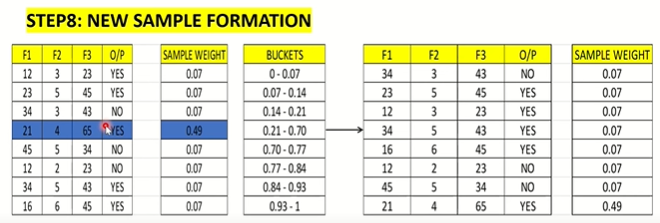 STEP8: NEW SAMPLE FORMATION
F1 F2 F3 O/P SAMPLE WEIGHT BUCKETS F1 F2 F3 O/P SAMPLE WEIGHT
12 3 23 YES 0.07 0 - 0.07 34 3 43 NO 0.07
23 5 45 YES 0.07 0.07 - 0.14 23 5 45 YES 0.07
34 3 43 NO 0.07 0.14 - 0.21 12 3 23 YES 0.07
21 4 65 YES 0.49 0.21 - 0.70 34 5 43 YES 0.07
45 5 34 NO 0.07 0.70 - 0.77 16 6 45 YES 0.07
12 2 23 NO 0.07 0.77 - 0.84 12 2 23 NO 0.07
34 5 43 YES 0.07 0.84 - 0.93 45 5 34 NO 0.07
16 6 45 YES 0.07 0.93 - 1 21 4 65 YES 0.49